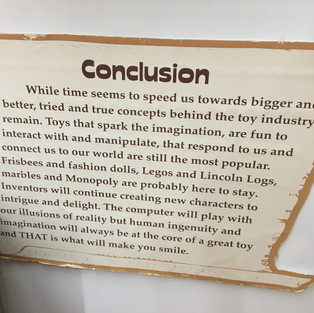 Conclusion
While time seems to speed us towards bigger and
better, tried and true concepts behind the toy industry
remain. Toys that spark the imagination, are fun to
interact with and manipulate, that respond to us and
connect us to our world are still the most popular.
Frisbees and fashion dolls, Legos and Lincoln Logs,
marbles and Monopoly are probably here to stay.
Inventors will continue creating new characters to
intrigue and delight. The computer will play with
our illusions of reality but human ingenuity and
imagination will always be at the core of a great toy
and THAT is what will make you smile.